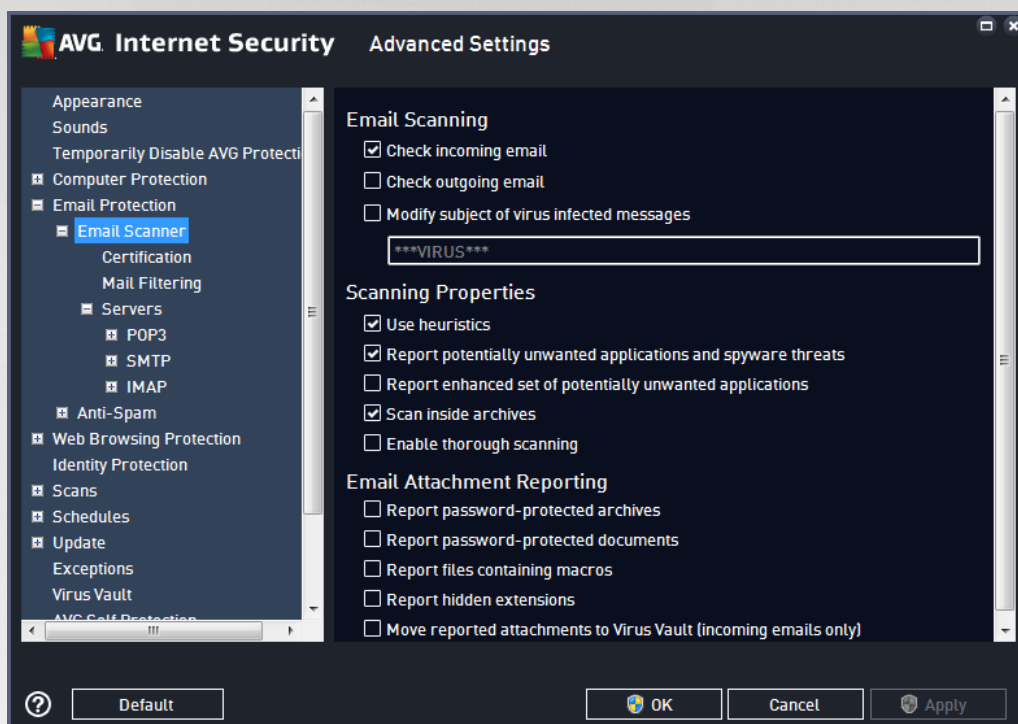 AVG. Internet Security Advanced Settings
Appearance
Sounds
Temporarily Disable AVG Protecti
Computer Protection
Email Protection
Email Scanner
Certification
Mail Filtering
Servers
POP3
SMTP
IMAP
Anti-Spam
Web Browsing Protection
Identity Protection
Scans
Schedules
Update
Exceptions
Virus Vault
AVG Self Protection
Email Scanning
Check incoming email
Check outgoing email
Modify subject of virus infected messages
***VIRUS***
Scanning Properties
Use heuristics
Report potentially unwanted applications and spyware threats
Report enhanced set of potentially unwanted applications
Scan inside archives
Enable thorough scanning
Email Attachment Reporting
Report password-protected archives
Report password-protected documents
Report files containing macros
Report hidden extensions
Move reported attachments to Virus Vault (incoming emails only)
? Default OK Cancel Apply